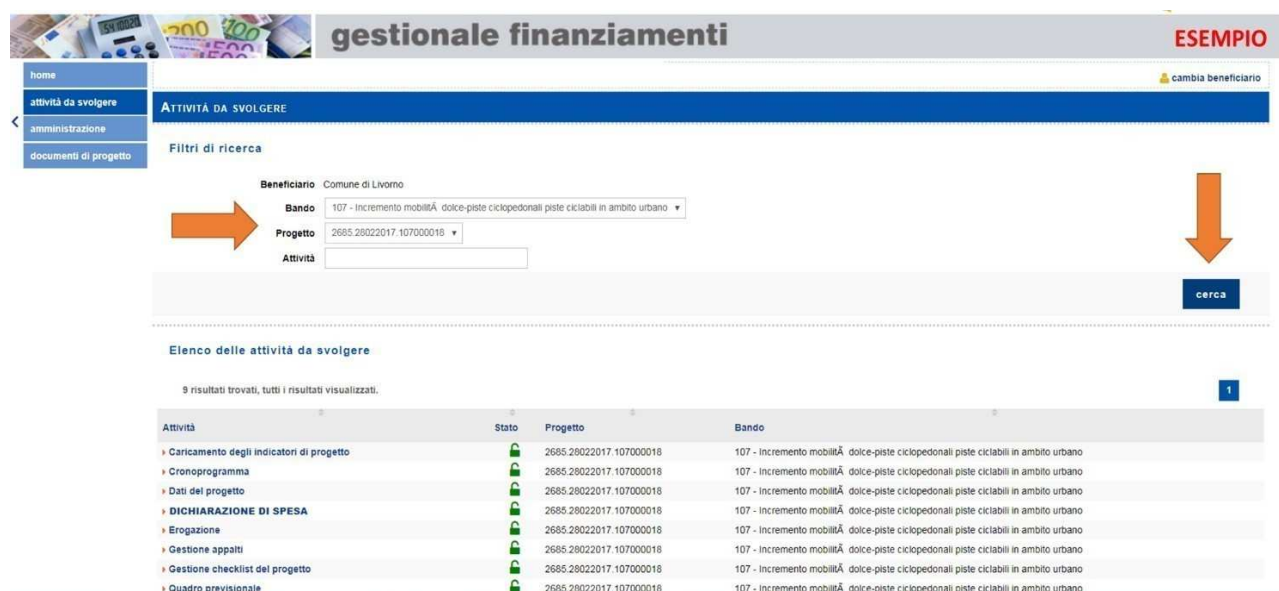 gestionale finanziamenti
ESEMPIO
home
cambia beneficiario
attività da svolgere
ATTIVITÀ DA SVOLGERE
amministrazione
documenti di progetto
Filtri di ricerca
Beneficiario Comune di Livorno
Bando 107 - Incremento mobilitÃ dolce-piste ciclopedonali piste ciclabili in ambito urbano
Progetto 2685.28022017.107000018
Attività
cerca
Elenco delle attività da svolgere
9 risultati trovati, tutti i risultati visualizzati.
1
Attività Stato Progetto Bando
Caricamento degli indicatori di progetto 2685.28022017.107000018 107 - Incremento mobilitÃ dolce-piste ciclopedonali piste ciclabili in ambito urbano
Cronoprogramma 2685.28022017.107000018 107 - Incremento mobilitÃ dolce-piste ciclopedonali piste ciclabili in ambito urbano
Dati del progetto 2685.28022017.107000018 107 - Incremento mobilitÃ dolce-piste ciclopedonali piste ciclabili in ambito urbano
DICHIARAZIONE DI SPESA 2685.28022017.107000018 107 - Incremento mobilitÃ dolce-piste ciclopedonali piste ciclabili in ambito urbano
Erogazione 2685.28022017.107000018 107 - Incremento mobilitÃ dolce-piste ciclopedonali piste ciclabili in ambito urbano
Gestione appalti 2685.28022017.107000018 107 - Incremento mobilitÃ dolce-piste ciclopedonali piste ciclabili in ambito urbano
Gestione checklist del progetto 2685.28022017.107000018 107 - Incremento mobilitÃ dolce-piste ciclopedonali piste ciclabili in ambito urbano
Quadro previsionale 2685.28022017.107000018 107 - Incremento mobilitÃ dolce-piste ciclopedonali piste ciclabili in ambito urbano